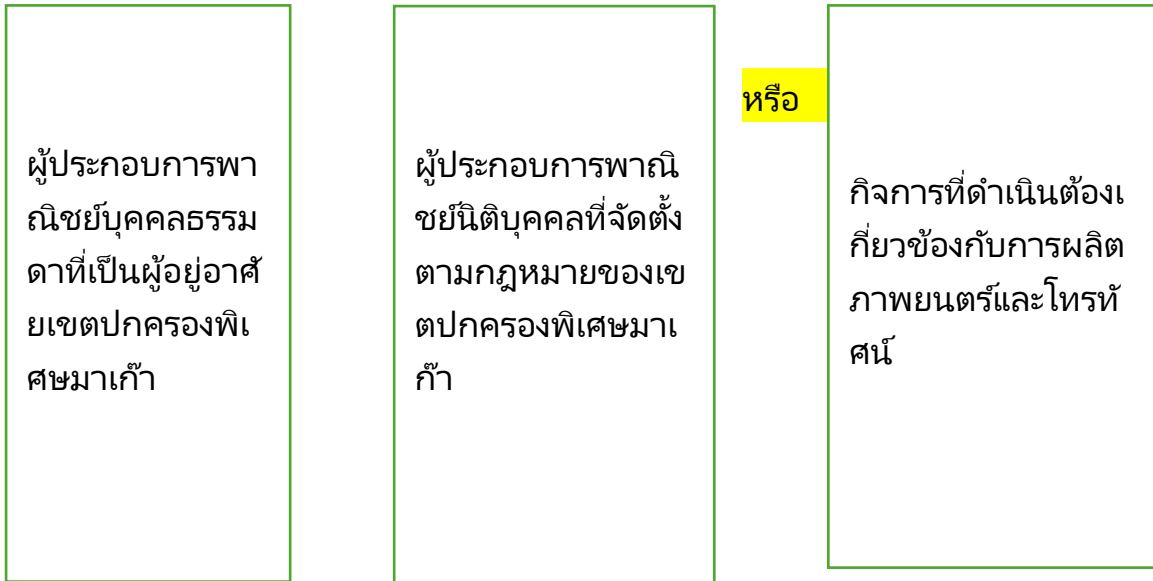 ผู้ประกอบการพา
ณิชย์บุคคลธรรม
ดาที่เป็นผู้อยู่อาศั
ยเขตปกครองพิเ
ศษมาเก๊า
ผู้ประกอบการพาณิ
ชย์นิติบุคคลที่จัดตั้ง
ตามกฎหมายของเข
ตปกครองพิเศษมาเ
ก๊า
หรือ
กิจการที่ดำเนินต้องเ
กี่ยวข้องกับการผลิต
ภาพยนตร์และโทรทั
ศน์